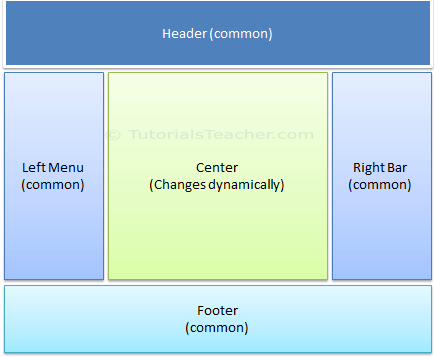 Header (common)
© TutorialsTeacher.com
Left Menu
(common)
Center
(Changes dynamically)
Right Bar
(common)
Footer
(common)